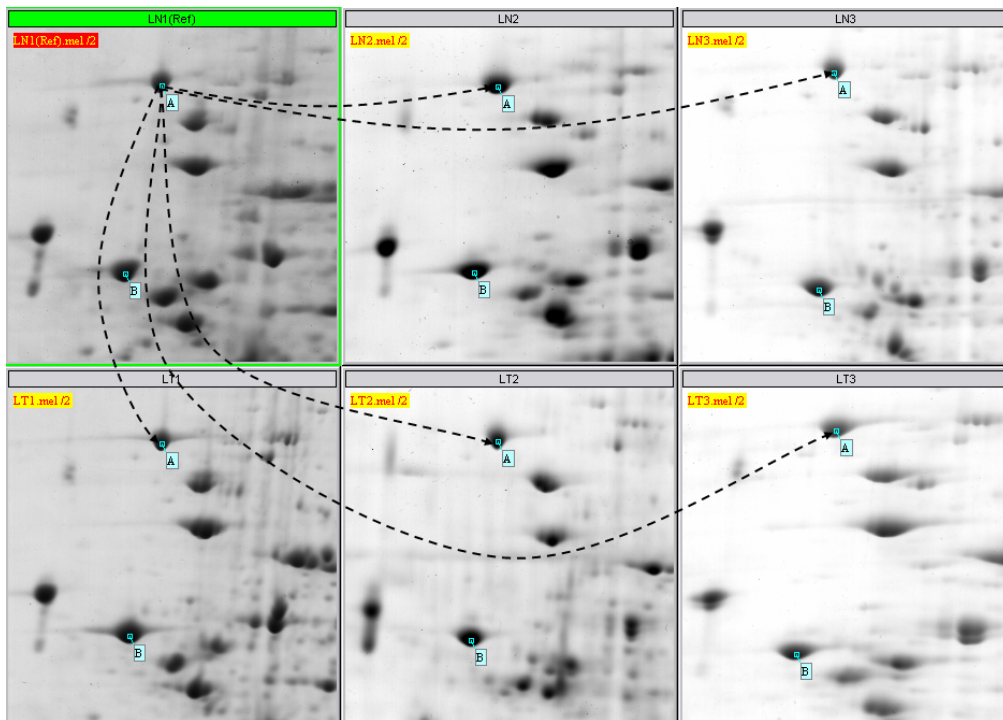 LN1(Ref)
LN2
LN3
LN1(Ref).mel/2
LN2.mel/2
LN3.mel/2
A
A
A
B
B
B
LT1
LT2
LT3
LT1.mel/2
LT2.mel/2
LT3.mel/2
A
A
A
B
B
B